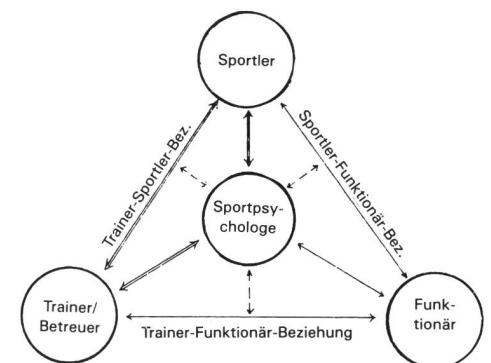 Sportler
Trainer-Sportler-Bez.
Sportler-Funktionär-Bez.
Sportpsy-
chologe
Trainer/
Betreuer
Funk-
tionär
Trainer-Funktionär-Beziehung